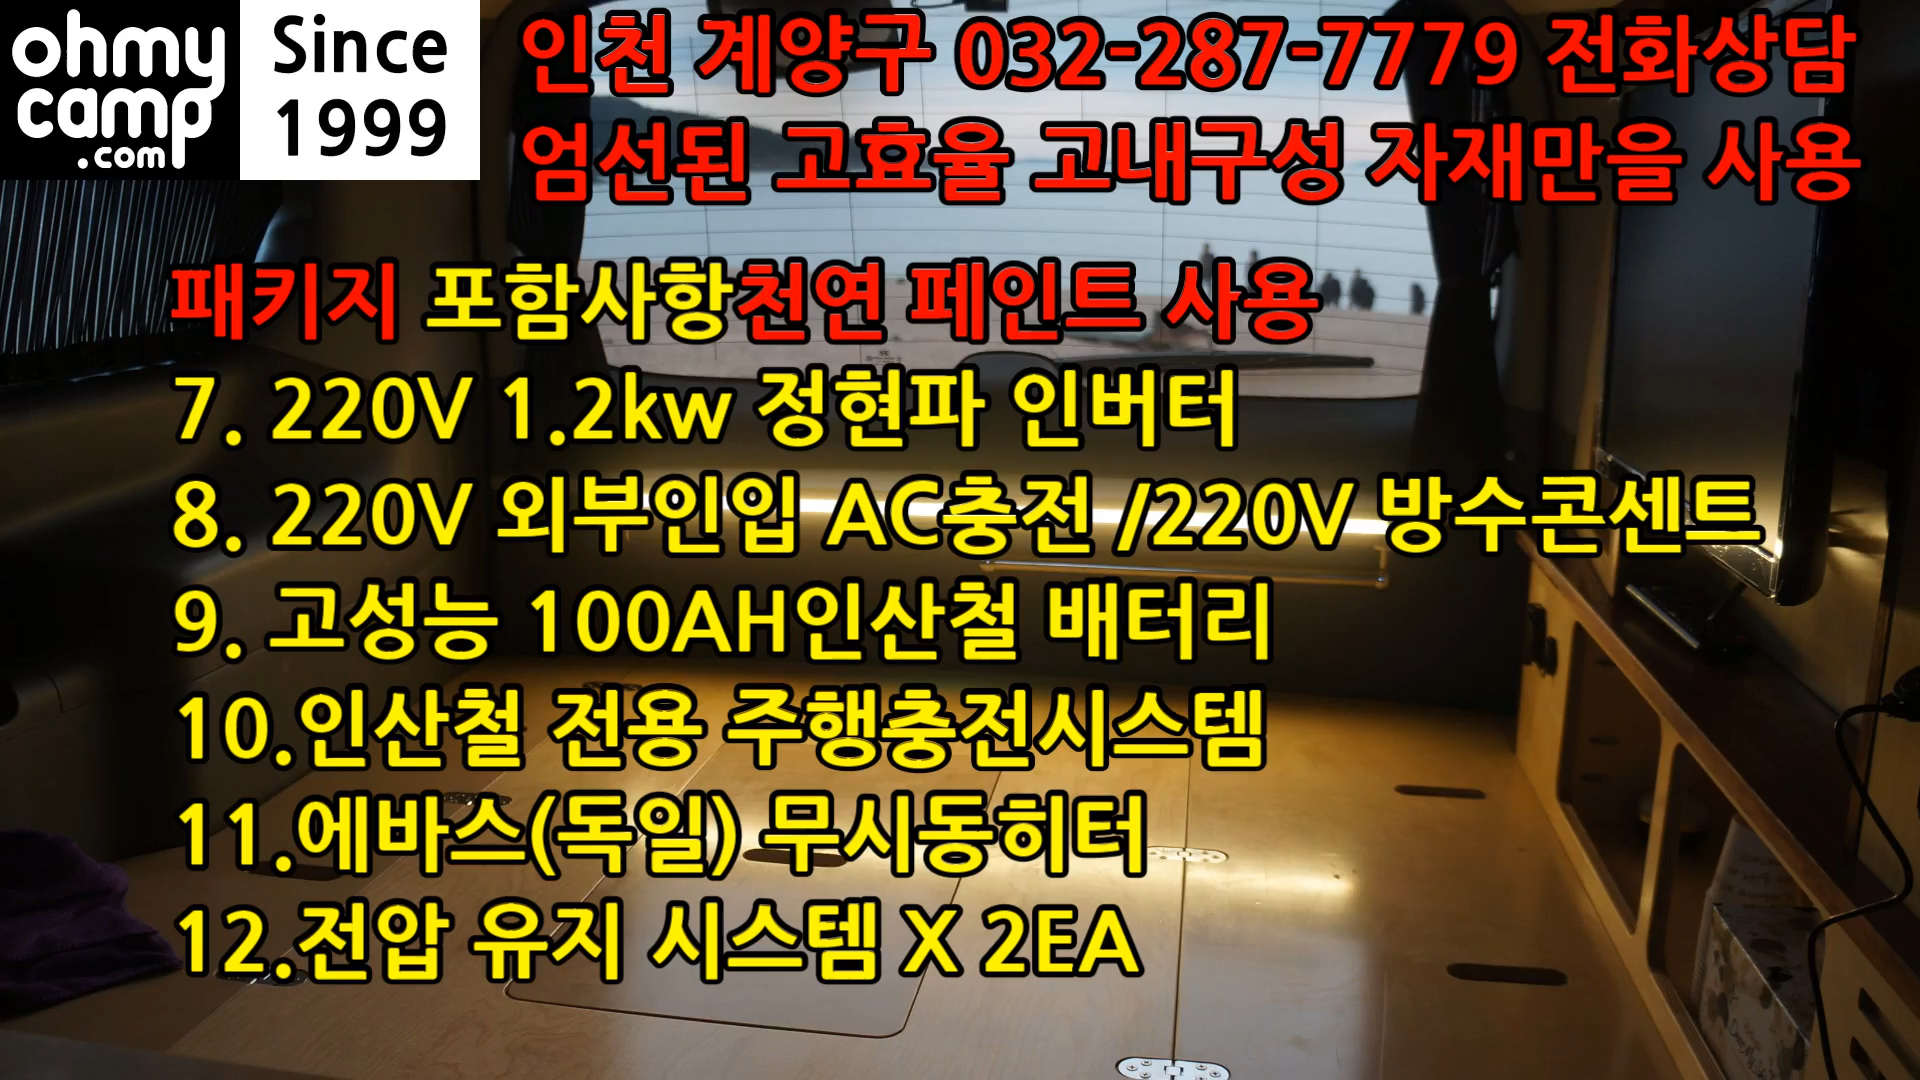 ohmy
camp
.com
Since
1999
인천 계양구 032-287-7779 전화상담
엄선된 고효율 고내구성 자재만을 사용
패키지 포함사항천연 페인트 사용
7. 220V 1.2kw 정현파 인버터
8. 220V 외부인입 AC충전 /220V 방수콘센트
9. 고성능 100AH인산철 배터리
10.인산철 전용 주행충전시스템
11.에바스(독일) 무시동히터
12.전압 유지 시스템 X 2EA